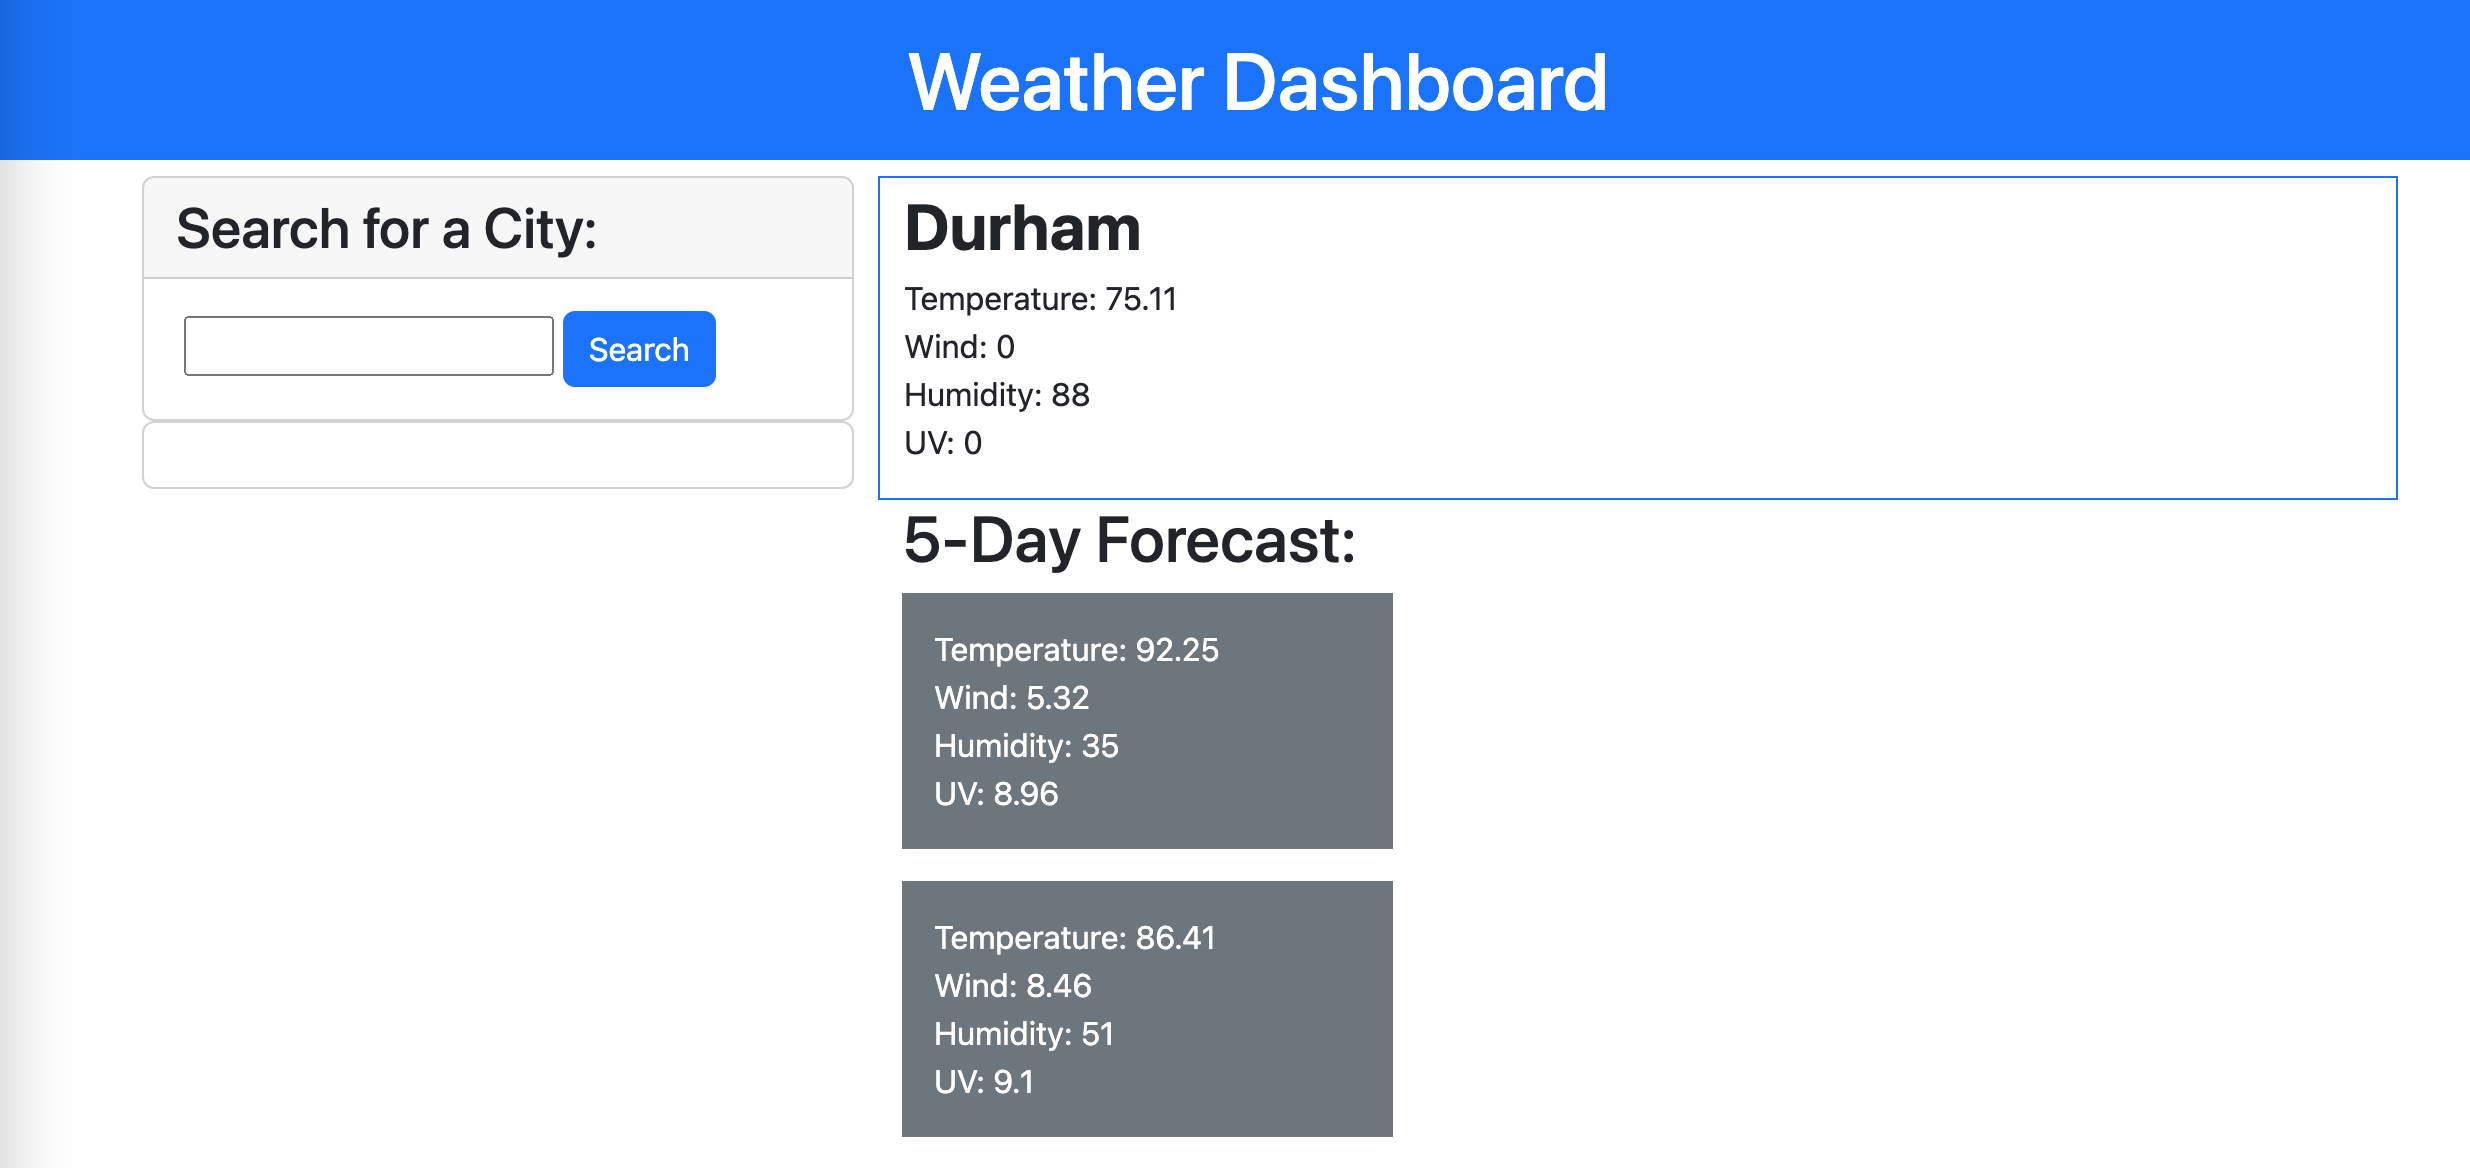 Weather Dashboard
Search for a City:
Search
Durham
Temperature: 75.11
Wind: 0
Humidity: 88
UV: 0
5-Day Forecast:
Temperature: 92.25
Wind: 5.32
Humidity: 35
UV: 8.96
Temperature: 86.41
Wind: 8.46
Humidity: 51
UV: 9.1